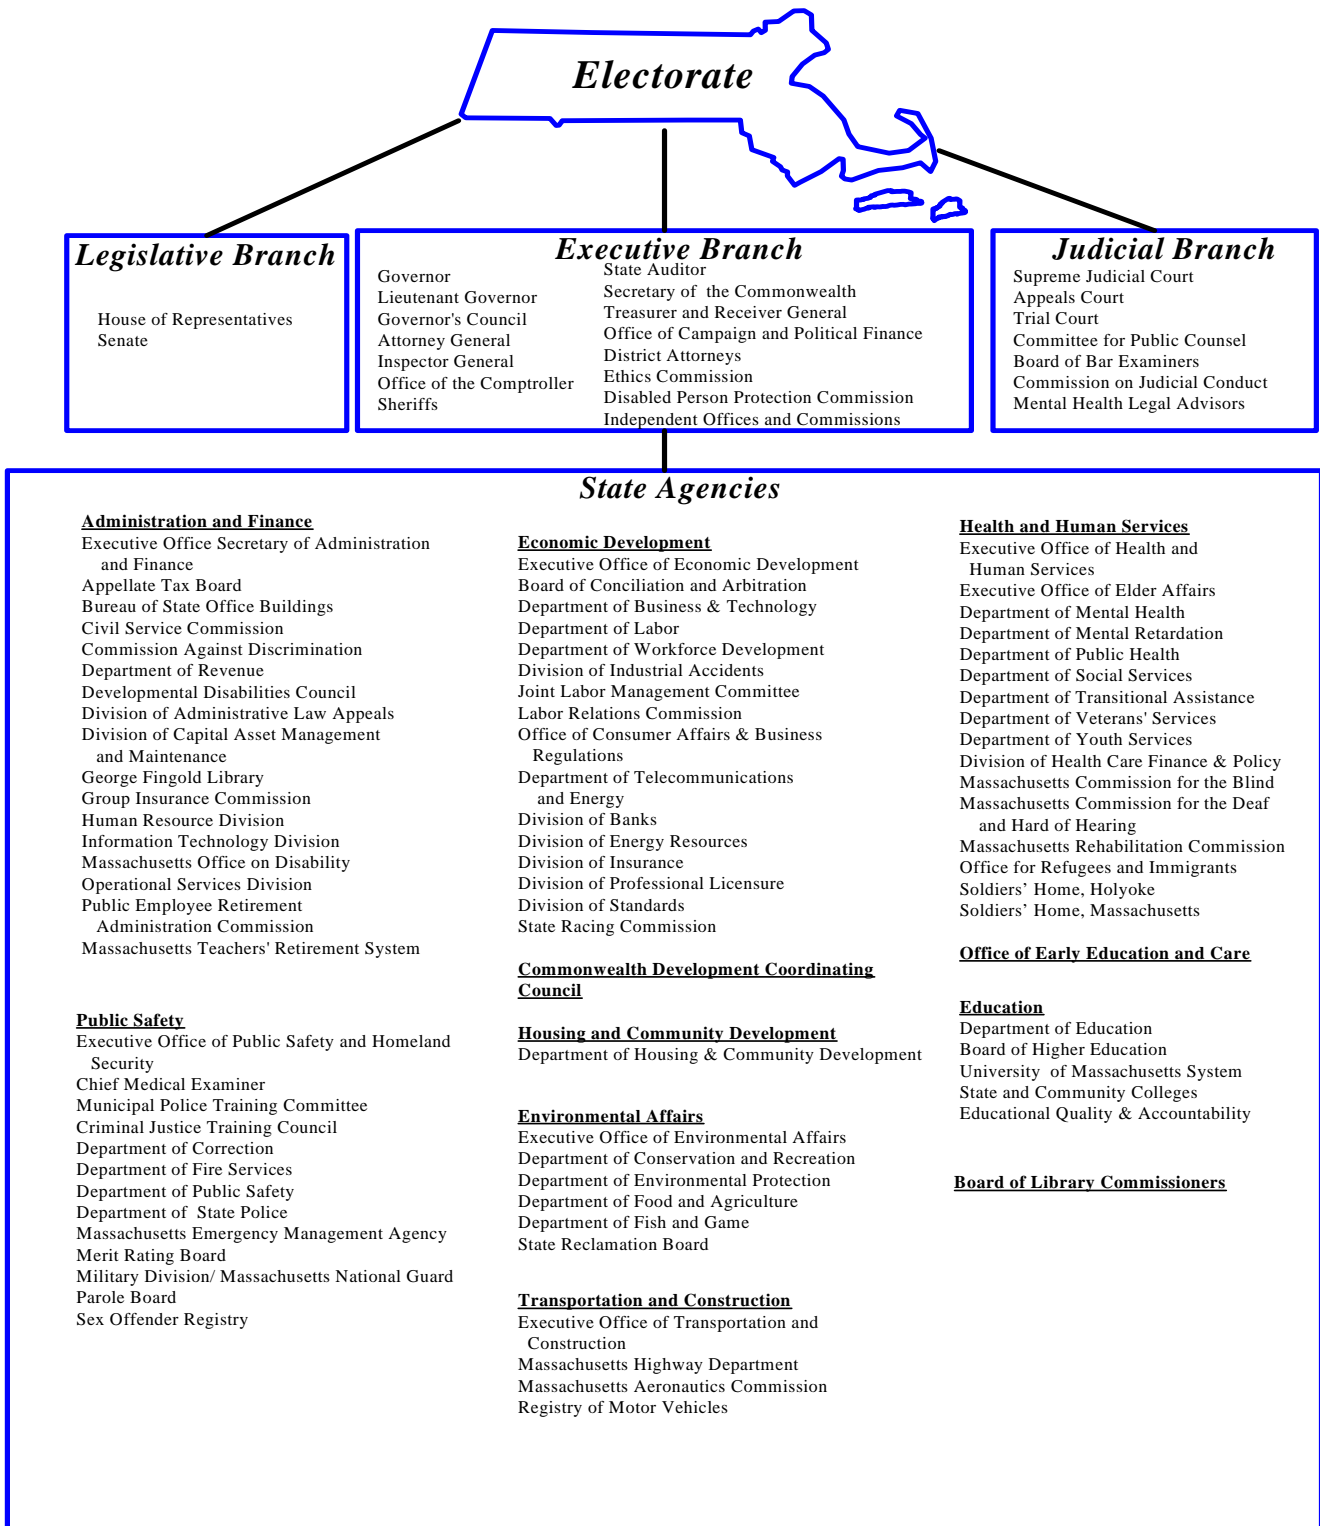 Electorate
Legislative Branch
House of Representatives
Senate
Executive Branch
Governor
Lieutenant Governor
Governor's Council
Attorney General
Inspector General
Office of the Comptroller
Sheriffs
State Auditor
Secretary of the Commonwealth
Treasurer and Receiver General
Office of Campaign and Political Finance
District Attorneys
Ethics Commission
Disabled Person Protection Commission
Independent Offices and Commissions
Judicial Branch
Supreme Judicial Court
Appeals Court
Trial Court
Committee for Public Counsel
Board of Bar Examiners
Commission on Judicial Conduct
Mental Health Legal Advisors
State Agencies
Administration and Finance
Executive Office Secretary of Administration
and Finance
Appellate Tax Board
Bureau of State Office Buildings
Civil Service Commission
Commission Against Discrimination
Department of Revenue
Developmental Disabilities Council
Division of Administrative Law Appeals
Division of Capital Asset Management
and Maintenance
George Fingold Library
Group Insurance Commission
Human Resource Division
Information Technology Division
Massachusetts Office on Disability
Operational Services Division
Public Employee Retirement
Administration Commission
Massachusetts Teachers' Retirement System
Public Safety
Executive Office of Public Safety and Homeland
Security
Chief Medical Examiner
Municipal Police Training Committee
Criminal Justice Training Council
Department of Correction
Department of Fire Services
Department of Public Safety
Department of State Police
Massachusetts Emergency Management Agency
Merit Rating Board
Military Division/ Massachusetts National Guard
Parole Board
Sex Offender Registry
Economic Development
Executive Office of Economic Development
Board of Conciliation and Arbitration
Department of Business & Technology
Department of Labor
Department of Workforce Development
Division of Industrial Accidents
Joint Labor Management Committee
Labor Relations Commission
Office of Consumer Affairs & Business
Regulations
Department of Telecommunications
and Energy
Division of Banks
Division of Energy Resources
Division of Insurance
Division of Professional Licensure
Division of Standards
State Racing Commission
Commonwealth Development Coordinating
Council
Housing and Community Development
Department of Housing & Community Development
Environmental Affairs
Executive Office of Environmental Affairs
Department of Conservation and Recreation
Department of Environmental Protection
Department of Food and Agriculture
Department of Fish and Game
State Reclamation Board
Transportation and Construction
Executive Office of Transportation and
Construction
Massachusetts Highway Department
Massachusetts Aeronautics Commission
Registry of Motor Vehicles
Health and Human Services
Executive Office of Health and
Human Services
Executive Office of Elder Affairs
Department of Mental Health
Department of Mental Retardation
Department of Public Health
Department of Social Services
Department of Transitional Assistance
Department of Veterans' Services
Department of Youth Services
Division of Health Care Finance & Policy
Massachusetts Commission for the Blind
Massachusetts Commission for the Deaf
and Hard of Hearing
Massachusetts Rehabilitation Commission
Office for Refugees and Immigrants
Soldiers’ Home, Holyoke
Soldiers’ Home, Massachusetts
Office of Early Education and Care
Education
Department of Education
Board of Higher Education
University of Massachusetts System
State and Community Colleges
Educational Quality & Accountability
Board of Library Commissioners